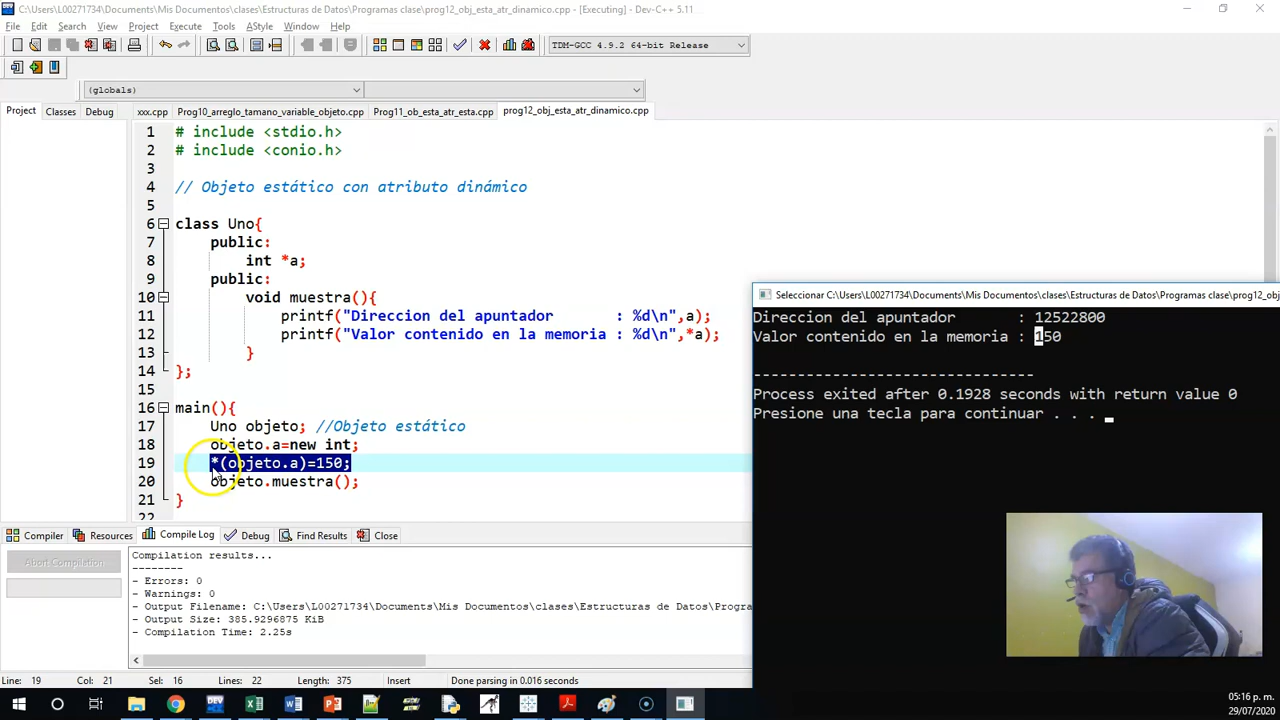 C:\Users\L00271734\Documents\Mis Documentos\clases\Estructuras de Datos\Programas clase\prog12_obj_esta_atr_dinamico.cpp - [Executing] - Dev-C++ 5.11
File Edit Search View Project Execute Tools AStyle Window Help
TDM-GCC 4.9.2 64-bit Release
(globals)
Project Classes Debug xxx.cpp Prog10_arreglo_tamano_variable_objeto.cpp Prog11_ob_esta_atr_esta.cpp prog12_obj_esta_atr_dinamico.cpp
1 # include <stdio.h>
2 # include <conio.h>
3
4 // Objeto estático con atributo dinámico
5
6 class Uno{
7 public:
8 int *a;
9 public:
10 void muestra(){
11 printf("Direccion del apuntador : %d\n",a);
12 printf("Valor contenido en la memoria : %d\n",*a);
13 }
14 };
15
16 main(){
17 Uno objeto; //Objeto estático
18 objeto.a=new int;
19 *(objeto.a)=150;
20 objeto.muestra();
21 }
22
Seleccionar C:\Users\L00271734\Documents\Mis Documentos\clases\Estructuras de Datos\Programas clase\prog12_obj
Direccion del apuntador : 12522800
Valor contenido en la memoria : 150
--------------------------------
Process exited after 0.1928 seconds with return value 0
Presione una tecla para continuar . . .
Compiler Resources Compile Log Debug Find Results Close
Abort Compilation
Compilation results...
--------
- Errors: 0
- Warnings: 0
- Output Filename: C:\Users\L00271734\Documents\Mis Documentos\clases\Estructuras de Datos\Progra
- Output Size: 385.9296875 KiB
- Compilation Time: 2.25s
Line: 19 Col: 21 Sel: 16 Lines: 22 Length: 375 Insert Done parsing in 0.016 seconds
05:16 p. m.
29/07/2020